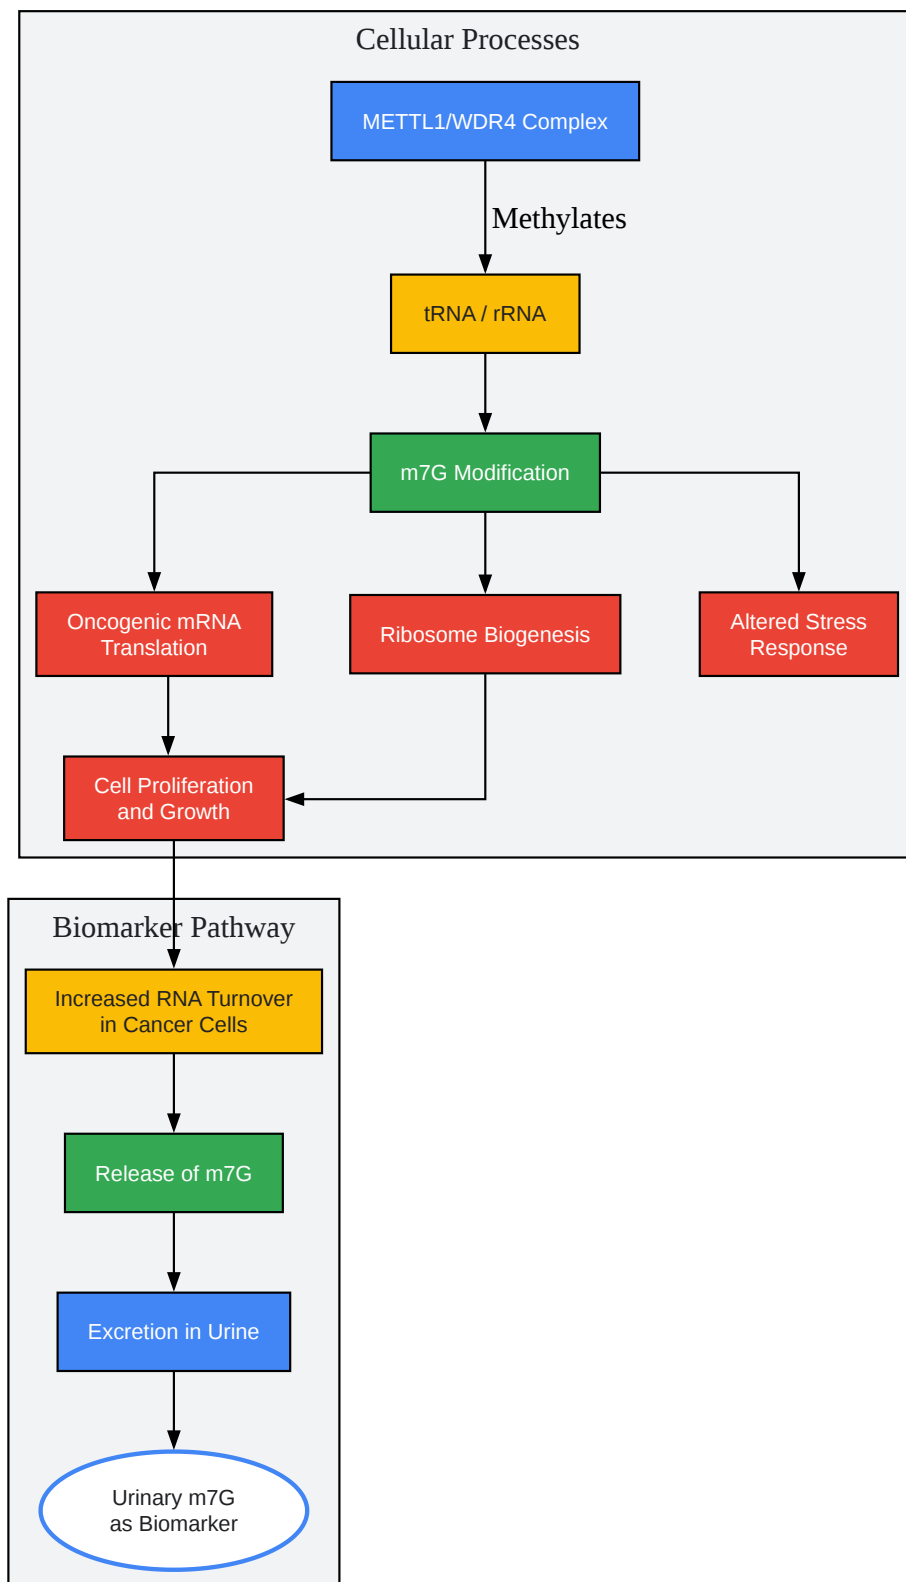 Cellular Processes
METTL1/WDR4 Complex
Methylates
tRNA / rRNA
m7G Modification
Oncogenic mRNA
Translation
Ribosome Biogenesis
Altered Stress
Response
Cell Proliferation
and Growth
Biomarker Pathway
Increased RNA Turnover
in Cancer Cells
Release of m7G
Excretion in Urine
Urinary m7G
as Biomarker